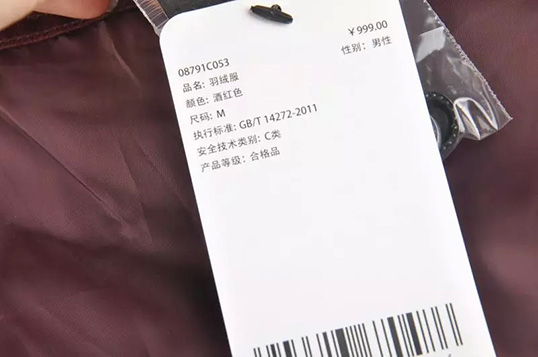 ¥999.00
08791C053
性别：男性
品名：羽绒服
颜色：酒红色
尺码：M
执行标准：GB/T 14272-2011
安全技术类别：C类
产品等级：合格品